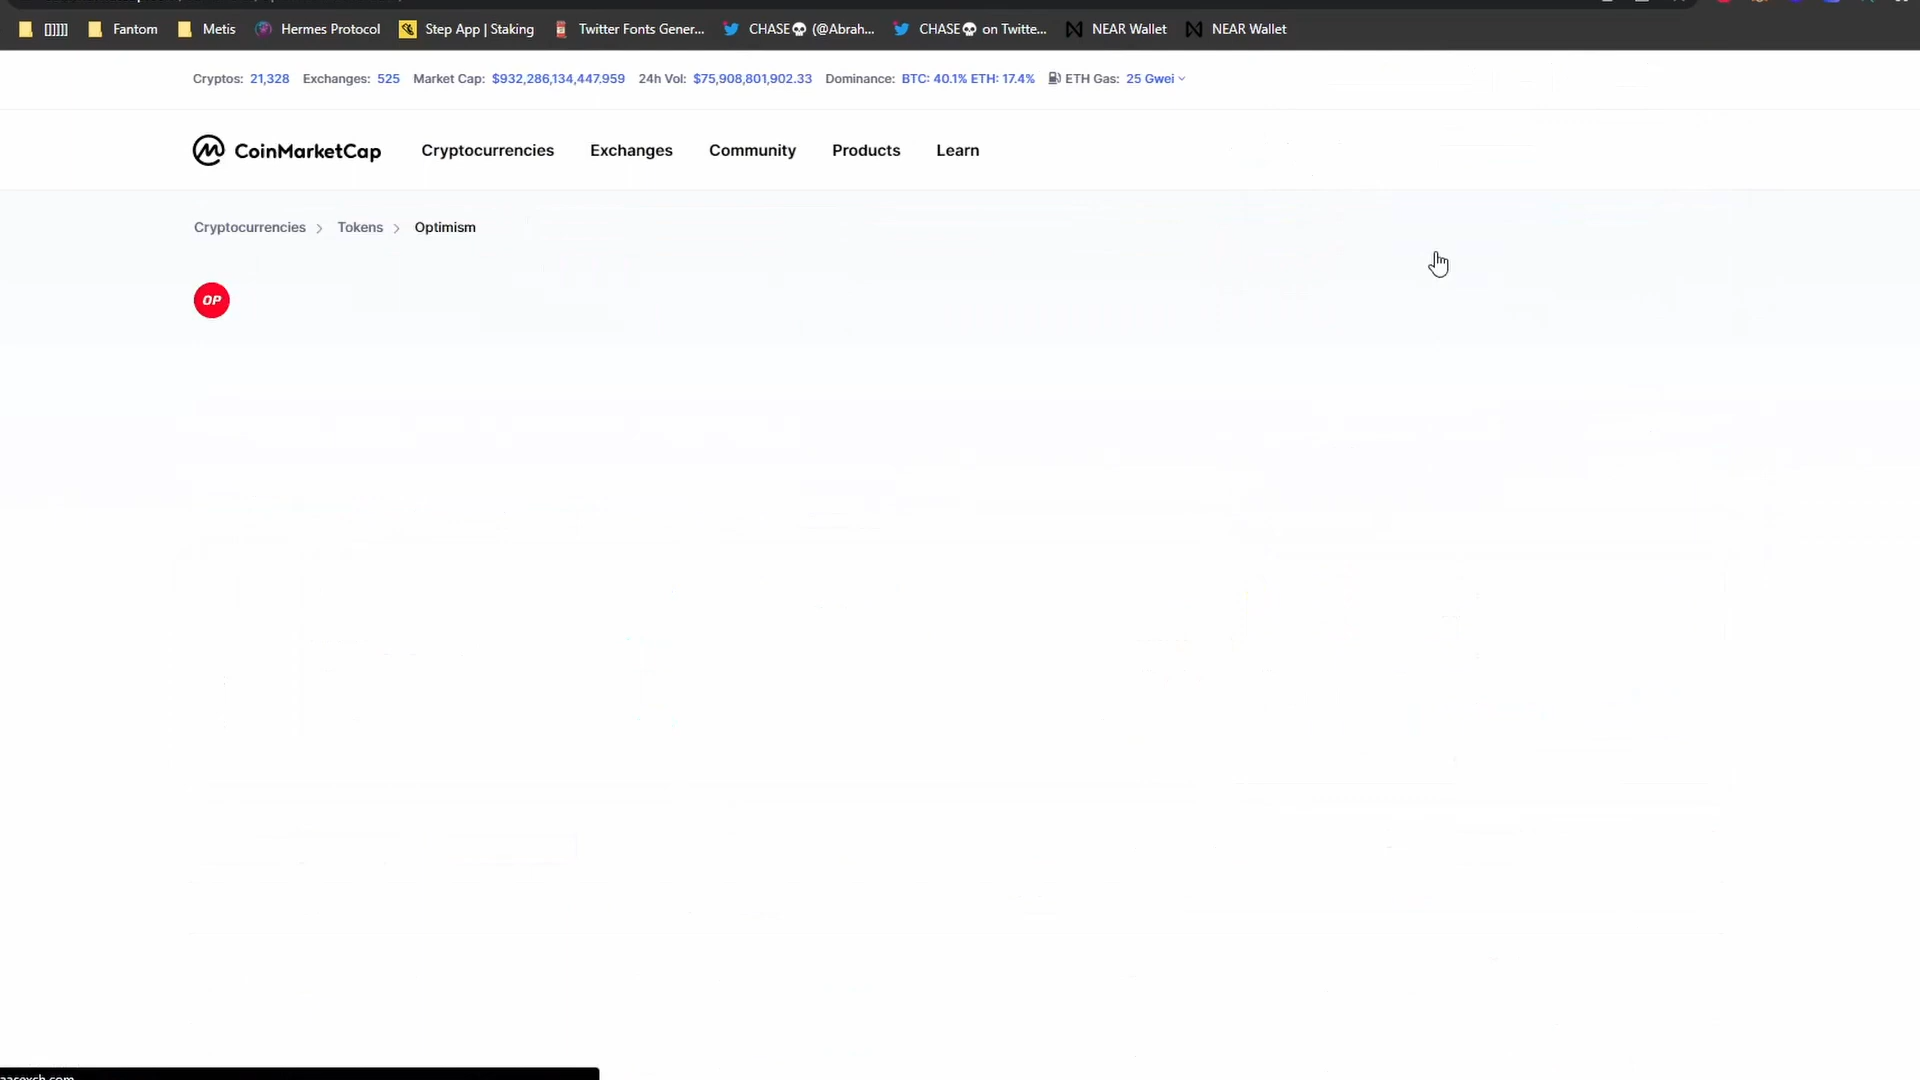 []]]]] Fantom Metis Hermes Protocol Step App | Staking Twitter Fonts Gener... CHASE💀 (@Abrah... CHASE💀 on Twitte... NEAR Wallet NEAR Wallet
Cryptos: 21,328 Exchanges: 525 Market Cap: $932,286,134,447.959 24h Vol: $75,908,801,902.33 Dominance: BTC: 40.1% ETH: 17.4% ETH Gas: 25 Gwei
CoinMarketCap Cryptocurrencies Exchanges Community Products Learn
Cryptocurrencies > Tokens > Optimism
OP